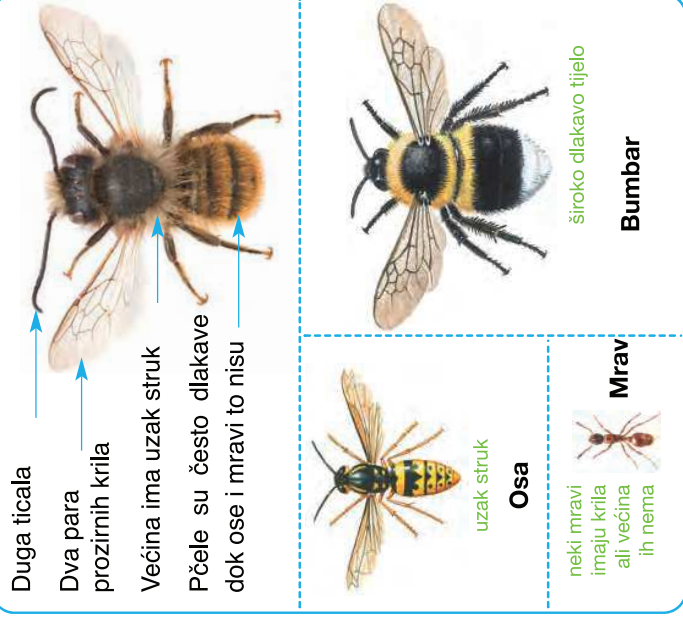 Duga ticala
Dva para
prozirnih krila
Većina ima uzak struk
Pčele su često dlakave
dok ose i mravi to nisu
uzak struk
Osa
neki mravi
imaju krila
ali većina
ih nema
Mrav
široko dlakavo tijelo
Bumbar